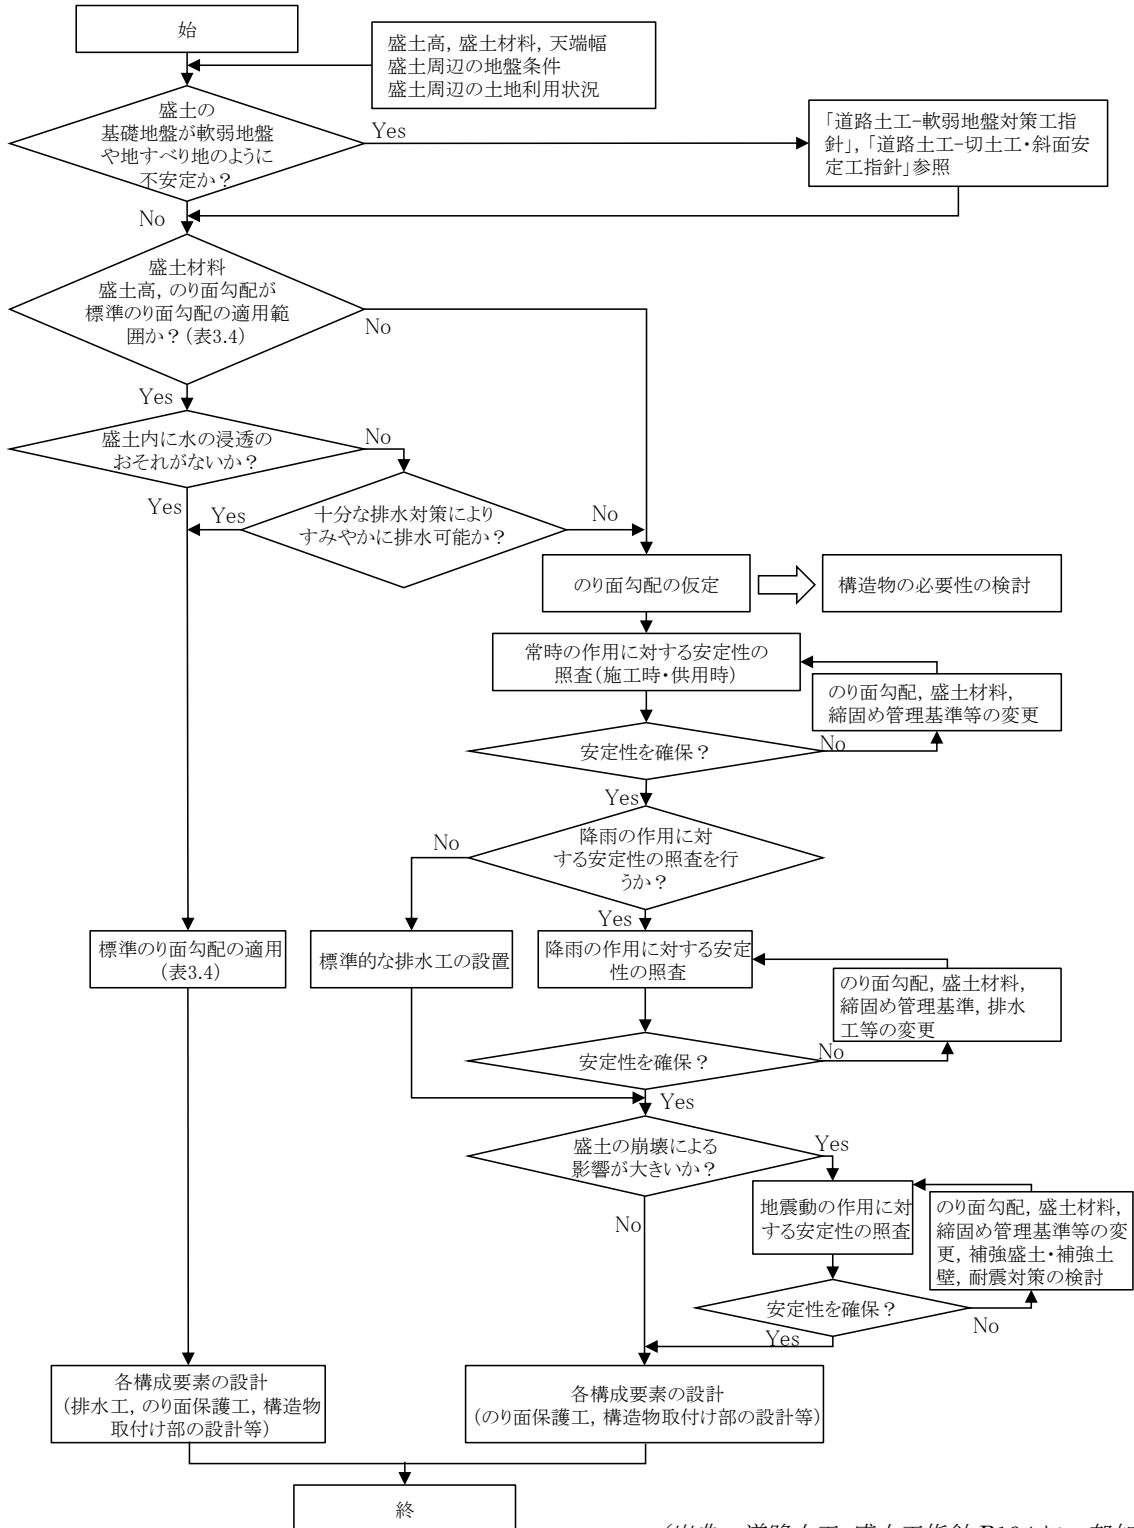 始
盛土高，盛土材料，天端幅
盛土周辺の地盤条件
盛土周辺の土地利用状況
盛土の
基礎地盤が軟弱地盤
や地すべり地のように
不安定か？
Yes
「道路土工−軟弱地盤対策工指
針」，「道路土工−切土工・斜面安
定工指針」参照
No
盛土材料
盛土高，のり面勾配が
標準のり面勾配の適用範
囲か？（表3.4）
No
Yes
盛土内に水の浸透の
おそれがないか？
No
Yes
Yes
十分な排水対策により
すみやかに排水可能か？
No
のり面勾配の仮定
構造物の必要性の検討
常時の作用に対する安定性の
照査（施工時・供用時）
のり面勾配，盛土材料，
締固め管理基準等の変更
安定性を確保？
No
Yes
降雨の作用に対
する安定性の照査を行
うか？
No
Yes
標準のり面勾配の適用
（表3.4）
標準的な排水工の設置
降雨の作用に対する安定
性の照査
のり面勾配，盛土材料，
締固め管理基準，排水
工等の変更
安定性を確保？
No
Yes
盛土の崩壊による
影響が大きいか？
Yes
No
地震動の作用に対
する安定性の照査
のり面勾配，盛土材料，
締固め管理基準等の変
更，補強盛土・補強土
壁，耐震対策の検討
安定性を確保？
No
Yes
各構成要素の設計
（排水工，のり面保護工，構造物
取付け部の設計等）
各構成要素の設計
（のり面保護工，構造物取付け部の設計等）
終